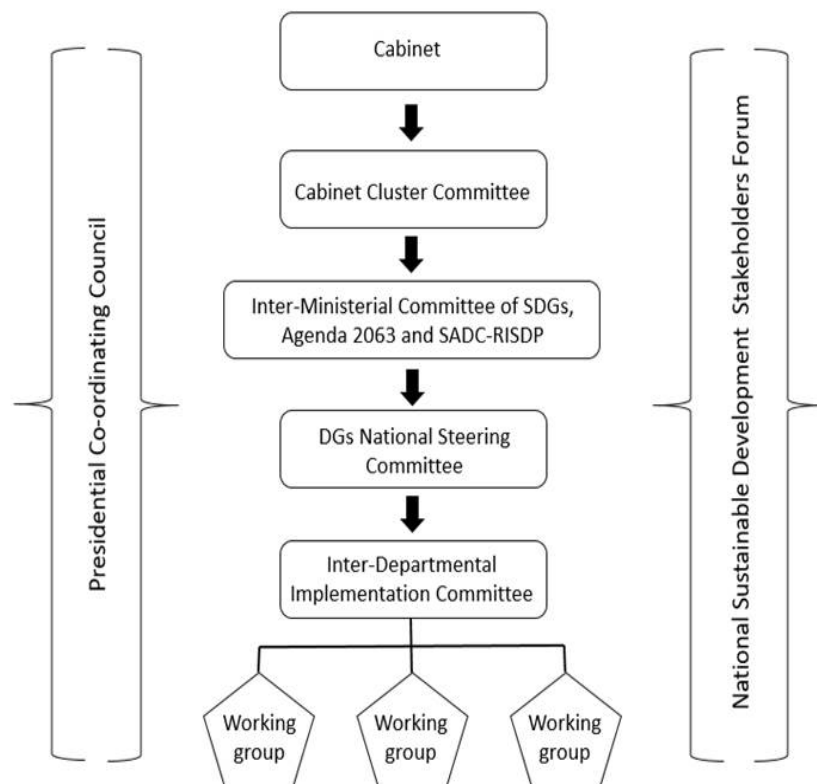 Cabinet
Cabinet Cluster Committee
Inter-Ministerial Committee of SDGs,
Agenda 2063 and SADC-RISDP
DGs National Steering
Committee
Inter-Departmental
Implementation Committee
Working
group
Working
group
Working
group
Presidential Co-ordinating Council
National Sustainable Development Stakeholders Forum